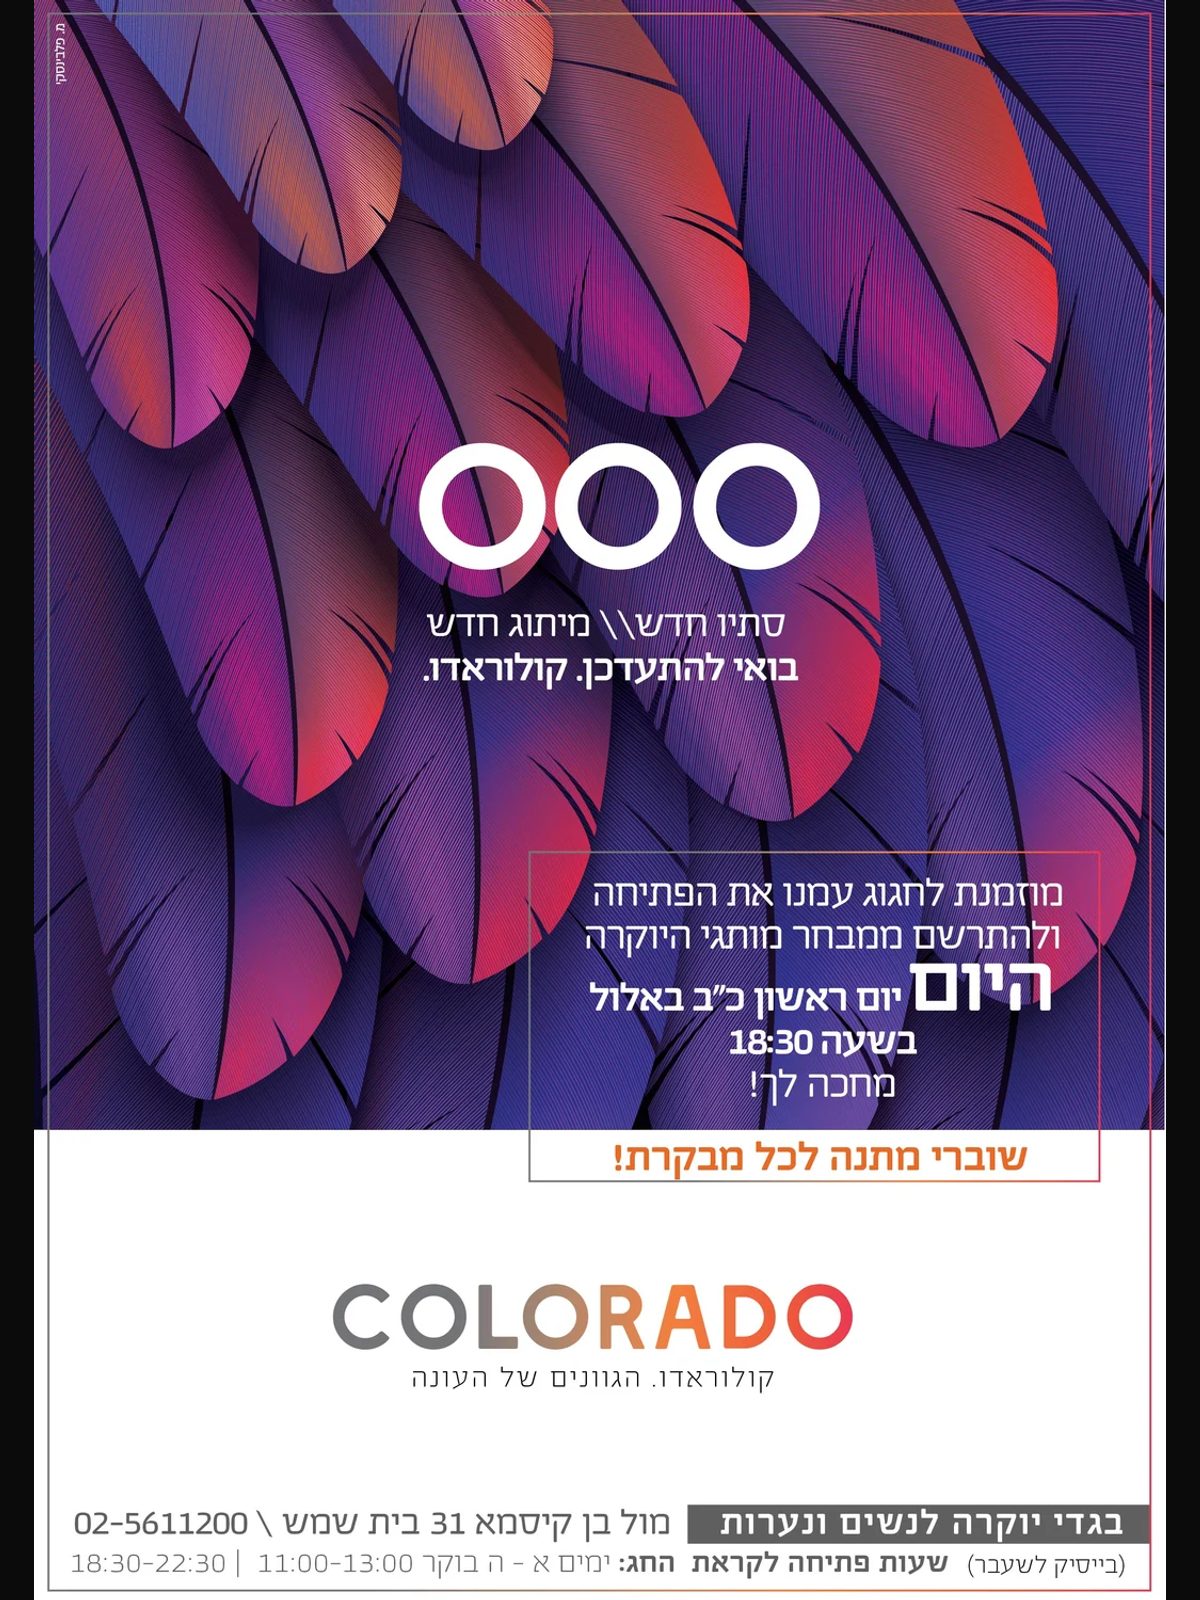 מ. פלבינסקי
סתיו חדש\\ מיתוג חדש
בואי להתעדכן. קולוראדו.
מוזמנת לחגוג עמנו את הפתיחה
ולהתרשם ממבחר מותגי היוקרה
היום יום ראשון כ"ב באלול
בשעה 18:30
מחכה לך!
שוברי מתנה לכל מבקרת!
COLORADO
קולוראדו. הגוונים של העונה
בגדי יוקרה לנשים ונערות מול בן קיסמא 31 בית שמש \ 02-5611200
(בייסיק לשעבר) שעות פתיחה לקראת החג: ימים א - ה בוקר 11:00-13:00 | 18:30-22:30